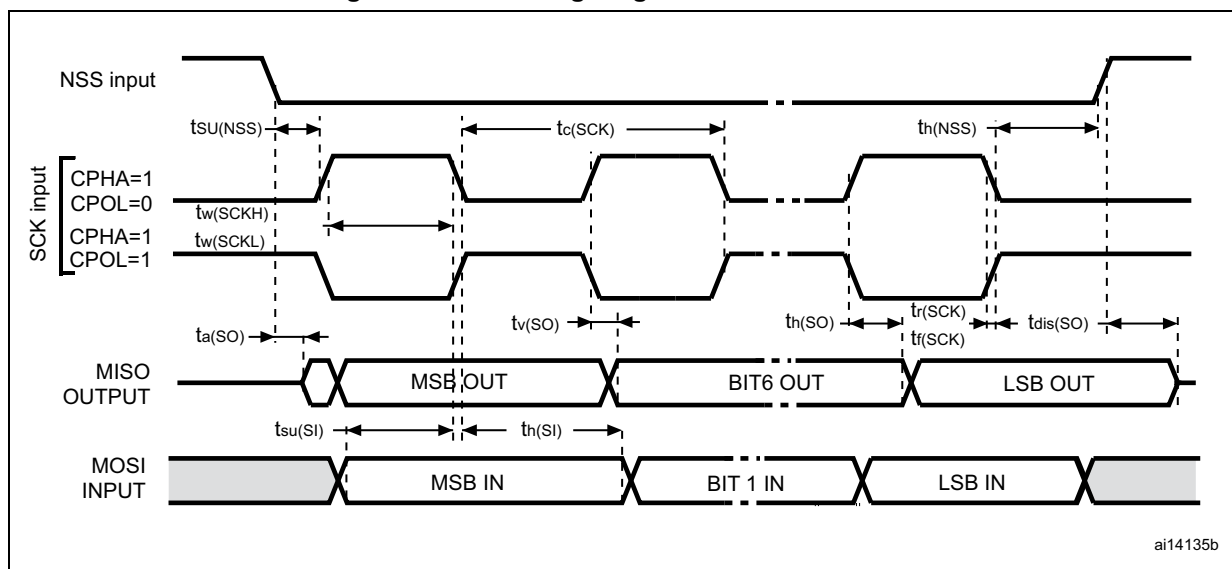 NSS input
tSU(NSS)
tc(SCK)
th(NSS)
SCK input
CPHA=1
CPOL=0
tw(SCKH)
CPHA=1
CPOL=1
tw(SCKL)
ta(SO)
tv(SO)
th(SO)
tr(SCK)
tf(SCK)
tdis(SO)
MISO
OUTPUT
MSB OUT
BIT6 OUT
LSB OUT
tsu(SI)
th(SI)
MOSI
INPUT
MSB IN
BIT 1 IN
LSB IN
ai14135b